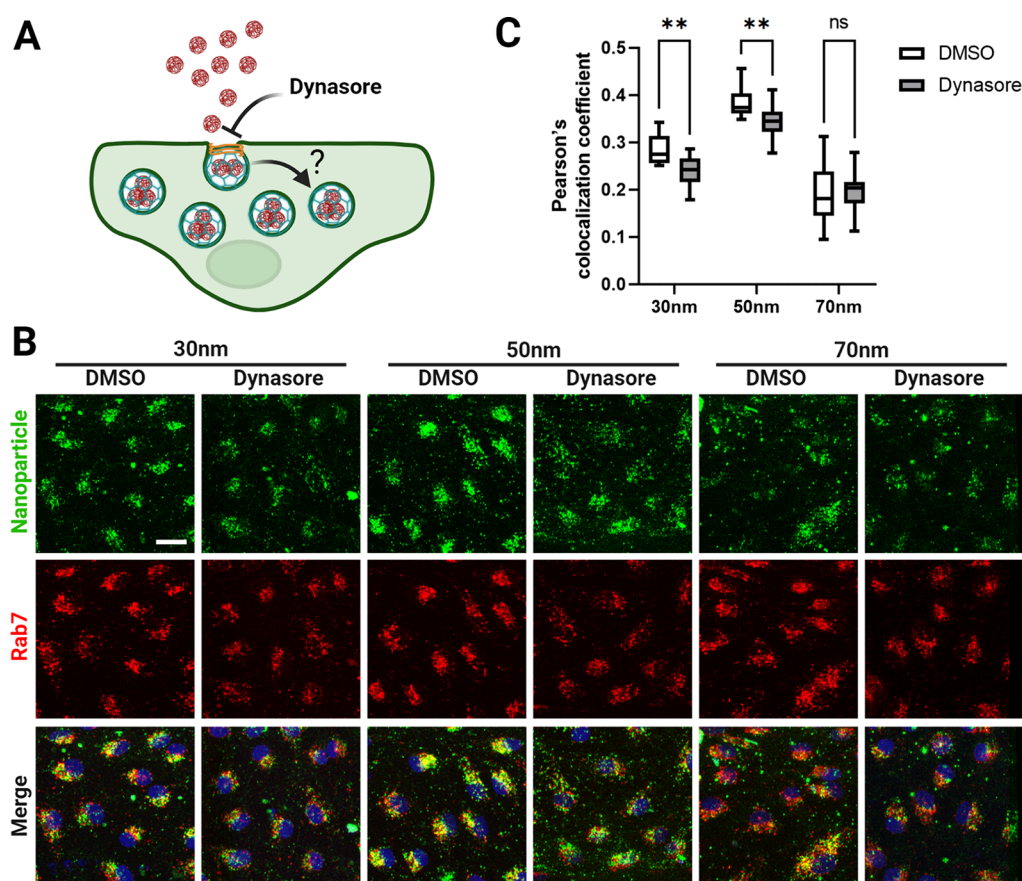 A
Dynasore
?
C
** ** ns
Pearson's
colocalization coefficient
0.5
0.4
0.3
0.2
0.1
0.0
30nm 50nm 70nm
DMSO
Dynasore
B
30nm 50nm 70nm
DMSO Dynasore DMSO Dynasore DMSO Dynasore
Nanoparticle
Rab7
Merge